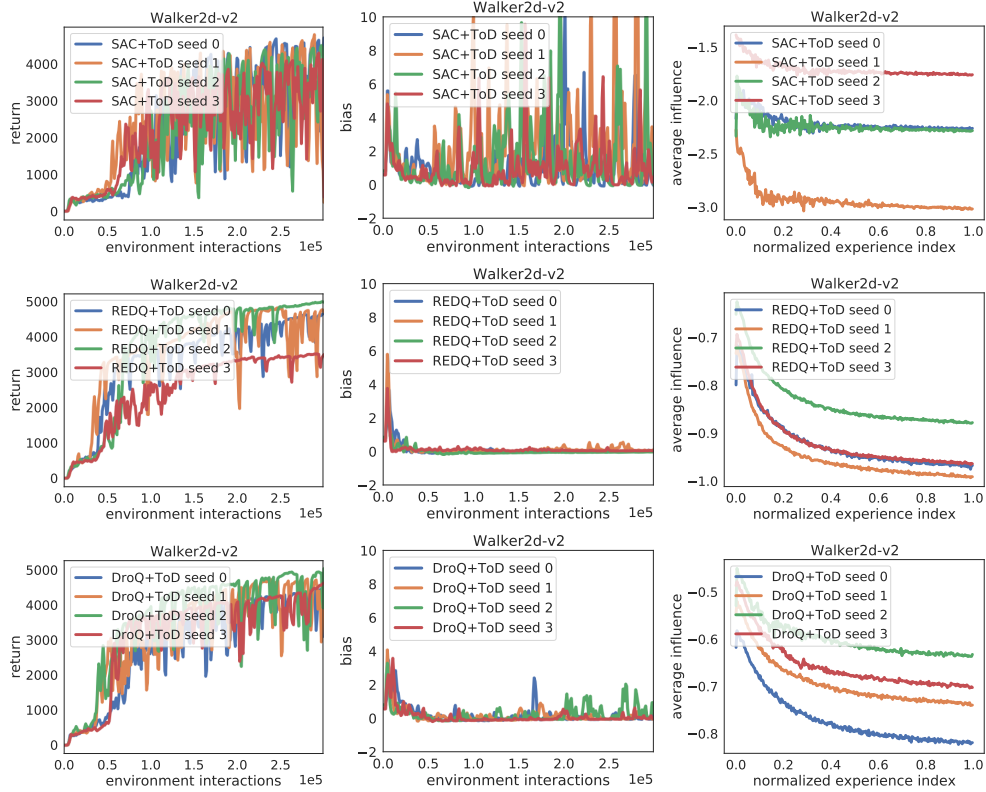 Walker2d-v2
return
4000
3000
2000
1000
0
SAC+ToD seed 0
SAC+ToD seed 1
SAC+ToD seed 2
SAC+ToD seed 3
0.0 0.5 1.0 1.5 2.0 2.5
environment interactions 1e5
Walker2d-v2
bias
10
8
6
4
2
0
−2
SAC+ToD seed 0
SAC+ToD seed 1
SAC+ToD seed 2
SAC+ToD seed 3
0.0 0.5 1.0 1.5 2.0 2.5
environment interactions 1e5
Walker2d-v2
average influence
−1.5
−2.0
−2.5
−3.0
SAC+ToD seed 0
SAC+ToD seed 1
SAC+ToD seed 2
SAC+ToD seed 3
0.0 0.2 0.4 0.6 0.8 1.0
normalized experience index
Walker2d-v2
return
5000
4000
3000
2000
1000
0
REDQ+ToD seed 0
REDQ+ToD seed 1
REDQ+ToD seed 2
REDQ+ToD seed 3
0.0 0.5 1.0 1.5 2.0 2.5
environment interactions 1e5
Walker2d-v2
bias
10
8
6
4
2
0
−2
REDQ+ToD seed 0
REDQ+ToD seed 1
REDQ+ToD seed 2
REDQ+ToD seed 3
0.0 0.5 1.0 1.5 2.0 2.5
environment interactions 1e5
Walker2d-v2
average influence
−0.7
−0.8
−0.9
−1.0
REDQ+ToD seed 0
REDQ+ToD seed 1
REDQ+ToD seed 2
REDQ+ToD seed 3
0.0 0.2 0.4 0.6 0.8 1.0
normalized experience index
Walker2d-v2
return
5000
4000
3000
2000
1000
0
DroQ+ToD seed 0
DroQ+ToD seed 1
DroQ+ToD seed 2
DroQ+ToD seed 3
0.0 0.5 1.0 1.5 2.0 2.5
environment interactions 1e5
Walker2d-v2
bias
10
8
6
4
2
0
−2
DroQ+ToD seed 0
DroQ+ToD seed 1
DroQ+ToD seed 2
DroQ+ToD seed 3
0.0 0.5 1.0 1.5 2.0 2.5
environment interactions 1e5
Walker2d-v2
average influence
−0.5
−0.6
−0.7
−0.8
DroQ+ToD seed 0
DroQ+ToD seed 1
DroQ+ToD seed 2
DroQ+ToD seed 3
0.0 0.2 0.4 0.6 0.8 1.0
normalized experience index